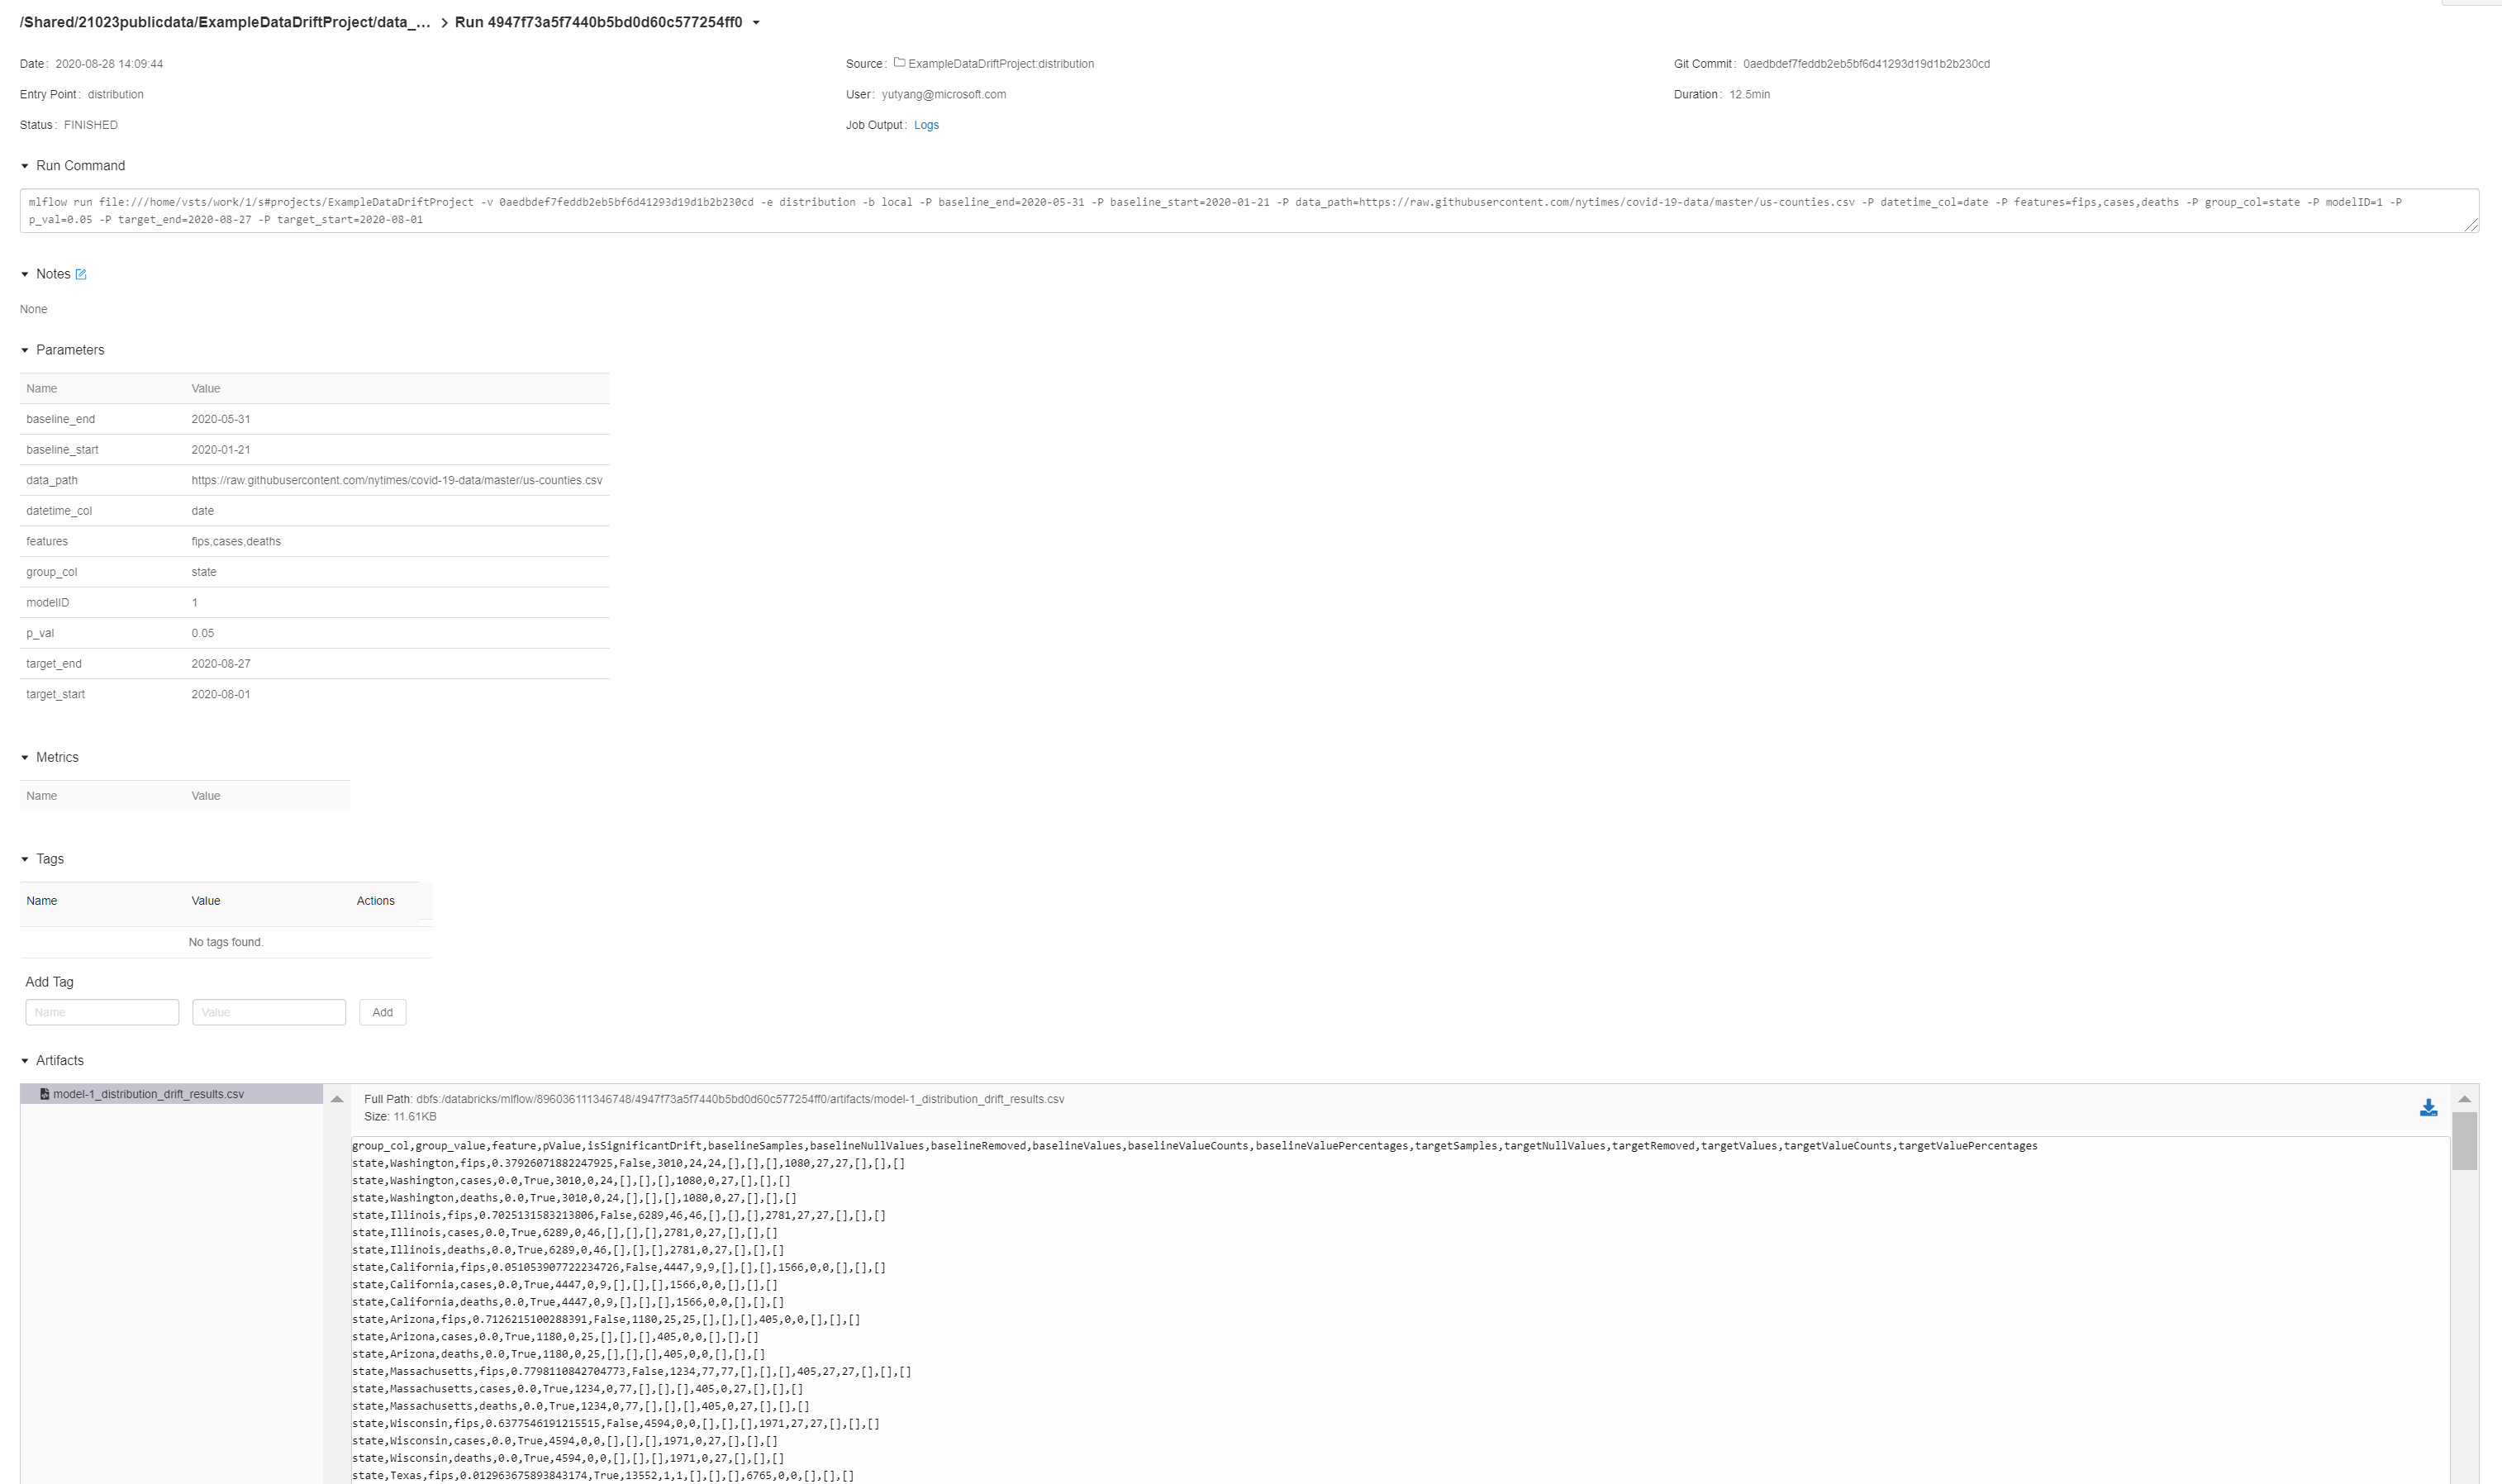 /Shared/21023publicdata/ExampleDataDriftProject/data_... > Run 4947f73a5f7440b5bd0d60c577254ff0
Date: 2020-08-28 14:09:44
Source: ExampleDataDriftProject:distribution
Git Commit: 0aedbdef7feddb2eb5bf6d41293d19d1b2b230cd
Entry Point: distribution
User: yutyang@microsoft.com
Duration: 12.5min
Status: FINISHED
Job Output: Logs
Run Command
mlflow run file:///home/vsts/work/1/s#projects/ExampleDataDriftProject -v 0aedbdef7feddb2eb5bf6d41293d19d1b2b230cd -e distribution -b local -P baseline_end=2020-05-31 -P baseline_start=2020-01-21 -P data_path=https://raw.githubusercontent.com/nytimes/covid-19-data/master/us-counties.csv -P datetime_col=date -P features=fips,cases,deaths -P group_col=state -P modelID=1 -P
p_val=0.05 -P target_end=2020-08-27 -P target_start=2020-08-01
Notes
None
Parameters
Name Value
baseline_end 2020-05-31
baseline_start 2020-01-21
data_path https://raw.githubusercontent.com/nytimes/covid-19-data/master/us-counties.csv
datetime_col date
features fips,cases,deaths
group_col state
modelID 1
p_val 0.05
target_end 2020-08-27
target_start 2020-08-01
Metrics
Name Value
Tags
Name Value Actions
No tags found.
Add Tag
Name Value Add
Artifacts
model-1_distribution_drift_results.csv
Full Path: dbfs:/databricks/mlflow/896036111346748/4947f73a5f7440b5bd0d60c577254ff0/artifacts/model-1_distribution_drift_results.csv
Size: 11.61KB
group_col,group_value,feature,pValue,isSignificantDrift,baselineSamples,baselineNullValues,baselineRemoved,baselineValues,baselineValueCounts,baselineValuePercentages,targetSamples,targetNullValues,targetRemoved,targetValues,targetValueCounts,targetValuePercentages
state,Washington,fips,0.37926071882247925,False,3010,24,24,[],[],[],1080,27,27,[],[],[]
state,Washington,cases,0.0,True,3010,0,24,[],[],[],1080,0,27,[],[],[]
state,Washington,deaths,0.0,True,3010,0,24,[],[],[],1080,0,27,[],[],[]
state,Illinois,fips,0.7025131583213806,False,6289,46,46,[],[],[],2781,27,27,[],[],[]
state,Illinois,cases,0.0,True,6289,0,46,[],[],[],2781,0,27,[],[],[]
state,Illinois,deaths,0.0,True,6289,0,46,[],[],[],2781,0,27,[],[],[]
state,California,fips,0.051053907722234726,False,4447,9,9,[],[],[],1566,0,0,[],[],[]
state,California,cases,0.0,True,4447,0,9,[],[],[],1566,0,0,[],[],[]
state,California,deaths,0.0,True,4447,0,9,[],[],[],1566,0,0,[],[],[]
state,Arizona,fips,0.7126215100288391,False,1180,25,25,[],[],[],405,0,0,[],[],[]
state,Arizona,cases,0.0,True,1180,0,25,[],[],[],405,0,0,[],[],[]
state,Arizona,deaths,0.0,True,1180,0,25,[],[],[],405,0,0,[],[],[]
state,Massachusetts,fips,0.7798110842704773,False,1234,77,77,[],[],[],405,27,27,[],[],[]
state,Massachusetts,cases,0.0,True,1234,0,77,[],[],[],405,0,27,[],[],[]
state,Massachusetts,deaths,0.0,True,1234,0,77,[],[],[],405,0,27,[],[],[]
state,Wisconsin,fips,0.6377546191215515,False,4594,0,0,[],[],[],1971,27,27,[],[],[]
state,Wisconsin,cases,0.0,True,4594,0,0,[],[],[],1971,0,27,[],[],[]
state,Wisconsin,deaths,0.0,True,4594,0,0,[],[],[],1971,0,27,[],[],[]
state,Texas,fips,0.012963675893843174,True,13552,1,1,[],[],[],6765,0,0,[],[],[]